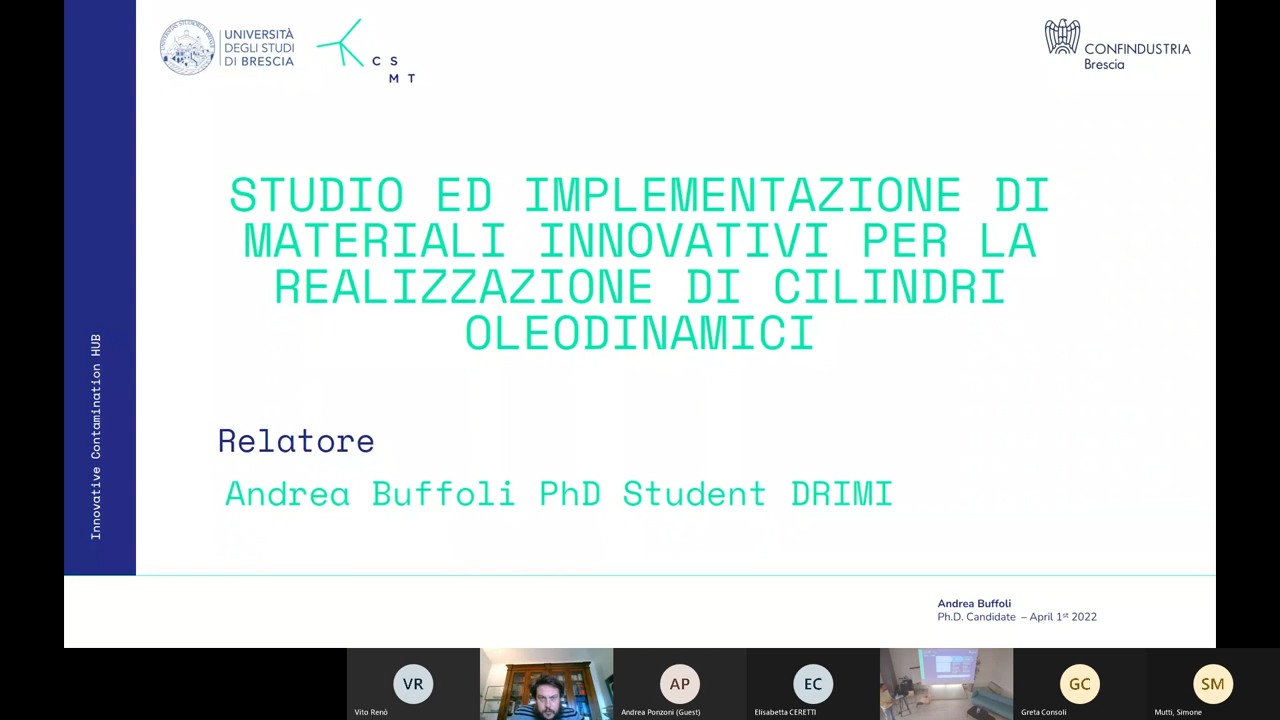 UNIVERSITÀ
DEGLI STUDI
DI BRESCIA
C S
M T
CONFINDUSTRIA
Brescia
STUDIO ED IMPLEMENTAZIONE DI
MATERIALI INNOVATIVI PER LA
REALIZZAZIONE DI CILINDRI
OLEODINAMICI
Relatore
Andrea Buffoli PhD Student DRIMI
Innovative Contamination HUB
Andrea Buffoli
Ph.D. Candidate – April 1st 2022
VR
AP
EC
GC
SM
Vito Renò
Andrea Ponzoni (Guest)
Elisabetta CERETTI
Greta Consoli
Mutti, Simone